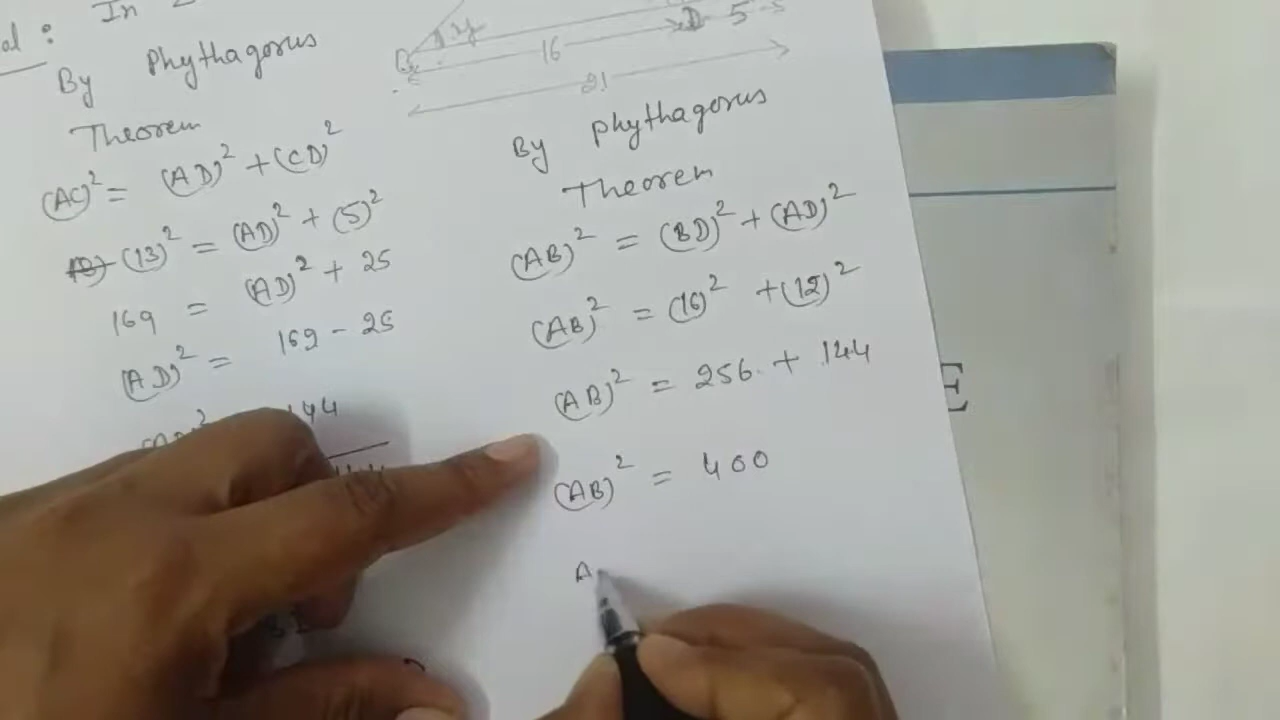 al : In
By Phythagorus
Theorem
(AC)² = (AD)² + (CD)²
(13)² = (AD)² + (5)²
169 = (AD)² + 25
(AD)² = 169 - 25
144
D 5
16
21
By Phythagorus
Theorem
(AB)² = (BD)² + (AD)²
(AB)² = (16)² + (12)²
(AB)² = 256 + 144
(AB)² = 400
A
E